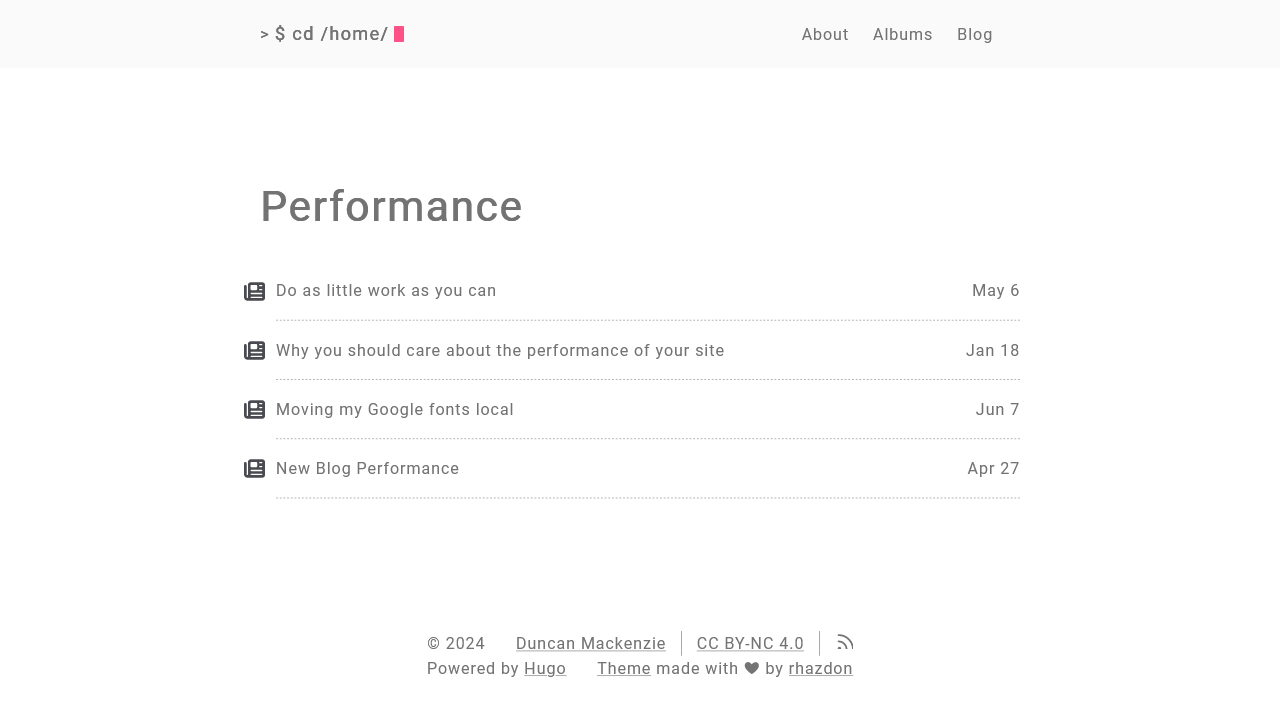 > $ cd /home/
About Albums Blog
Performance
Do as little work as you can May 6
Why you should care about the performance of your site Jan 18
Moving my Google fonts local Jun 7
New Blog Performance Apr 27
© 2024 Duncan Mackenzie CC BY-NC 4.0
Powered by Hugo Theme made with ♥ by rhazdon